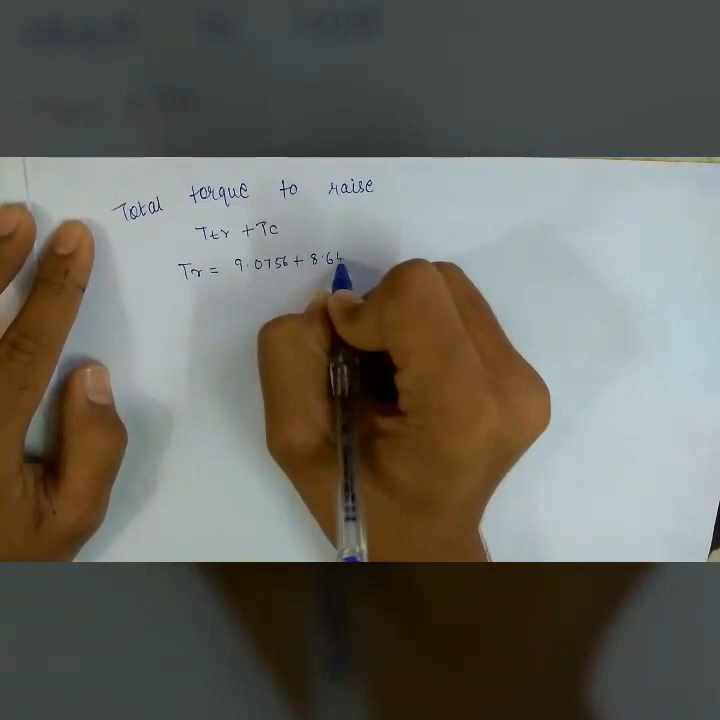 Total torque to raise
Ttr + Tc
Tr = 9.0756 + 8.64